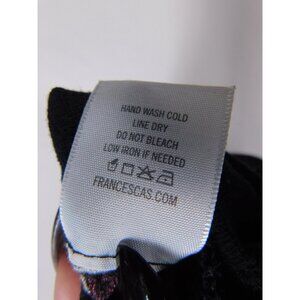 HAND WASH COLD
LINE DRY
DO NOT BLEACH
LOW IRON IF NEEDED
FRANCESCAS.COM